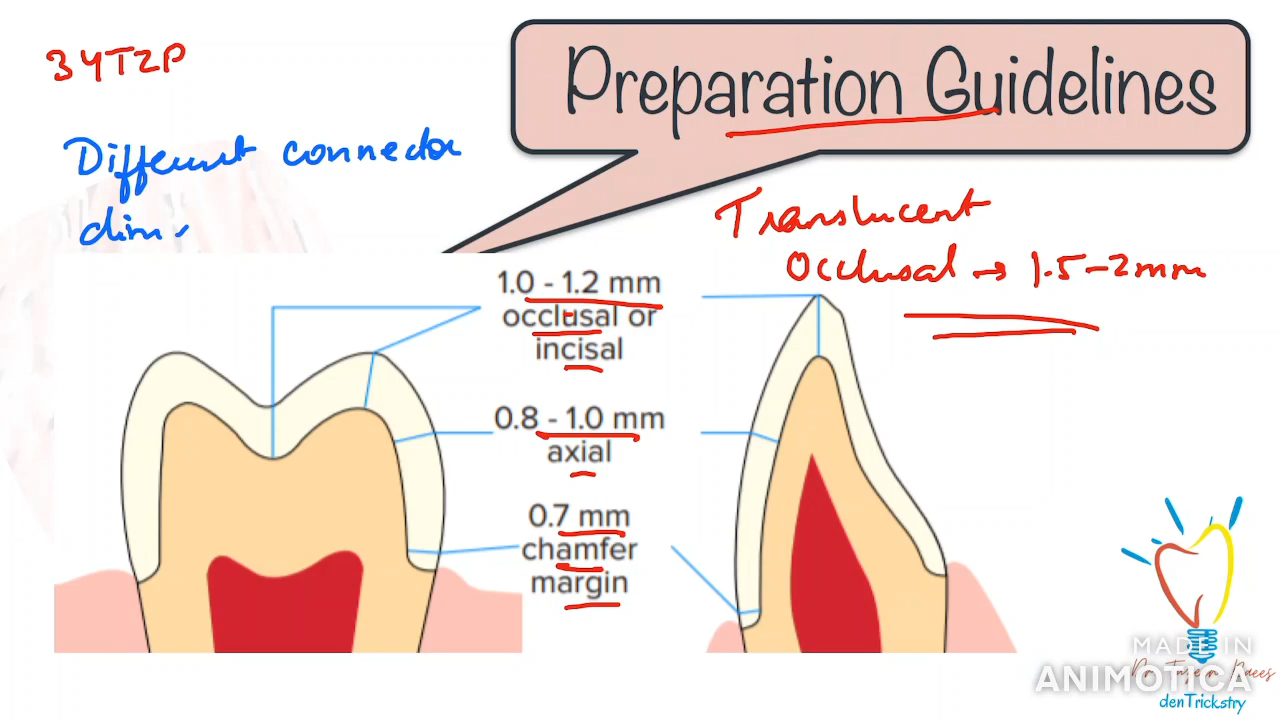 3YTZP
Preparation Guidelines
Different connector
dim.
Translucent
Occlusal → 1.5-2mm
1.0 - 1.2 mm
occlusal or
incisal
0.8 - 1.0 mm
axial
0.7 mm
chamfer
margin
MADE IN
ANIMOTICA
denTrickstry